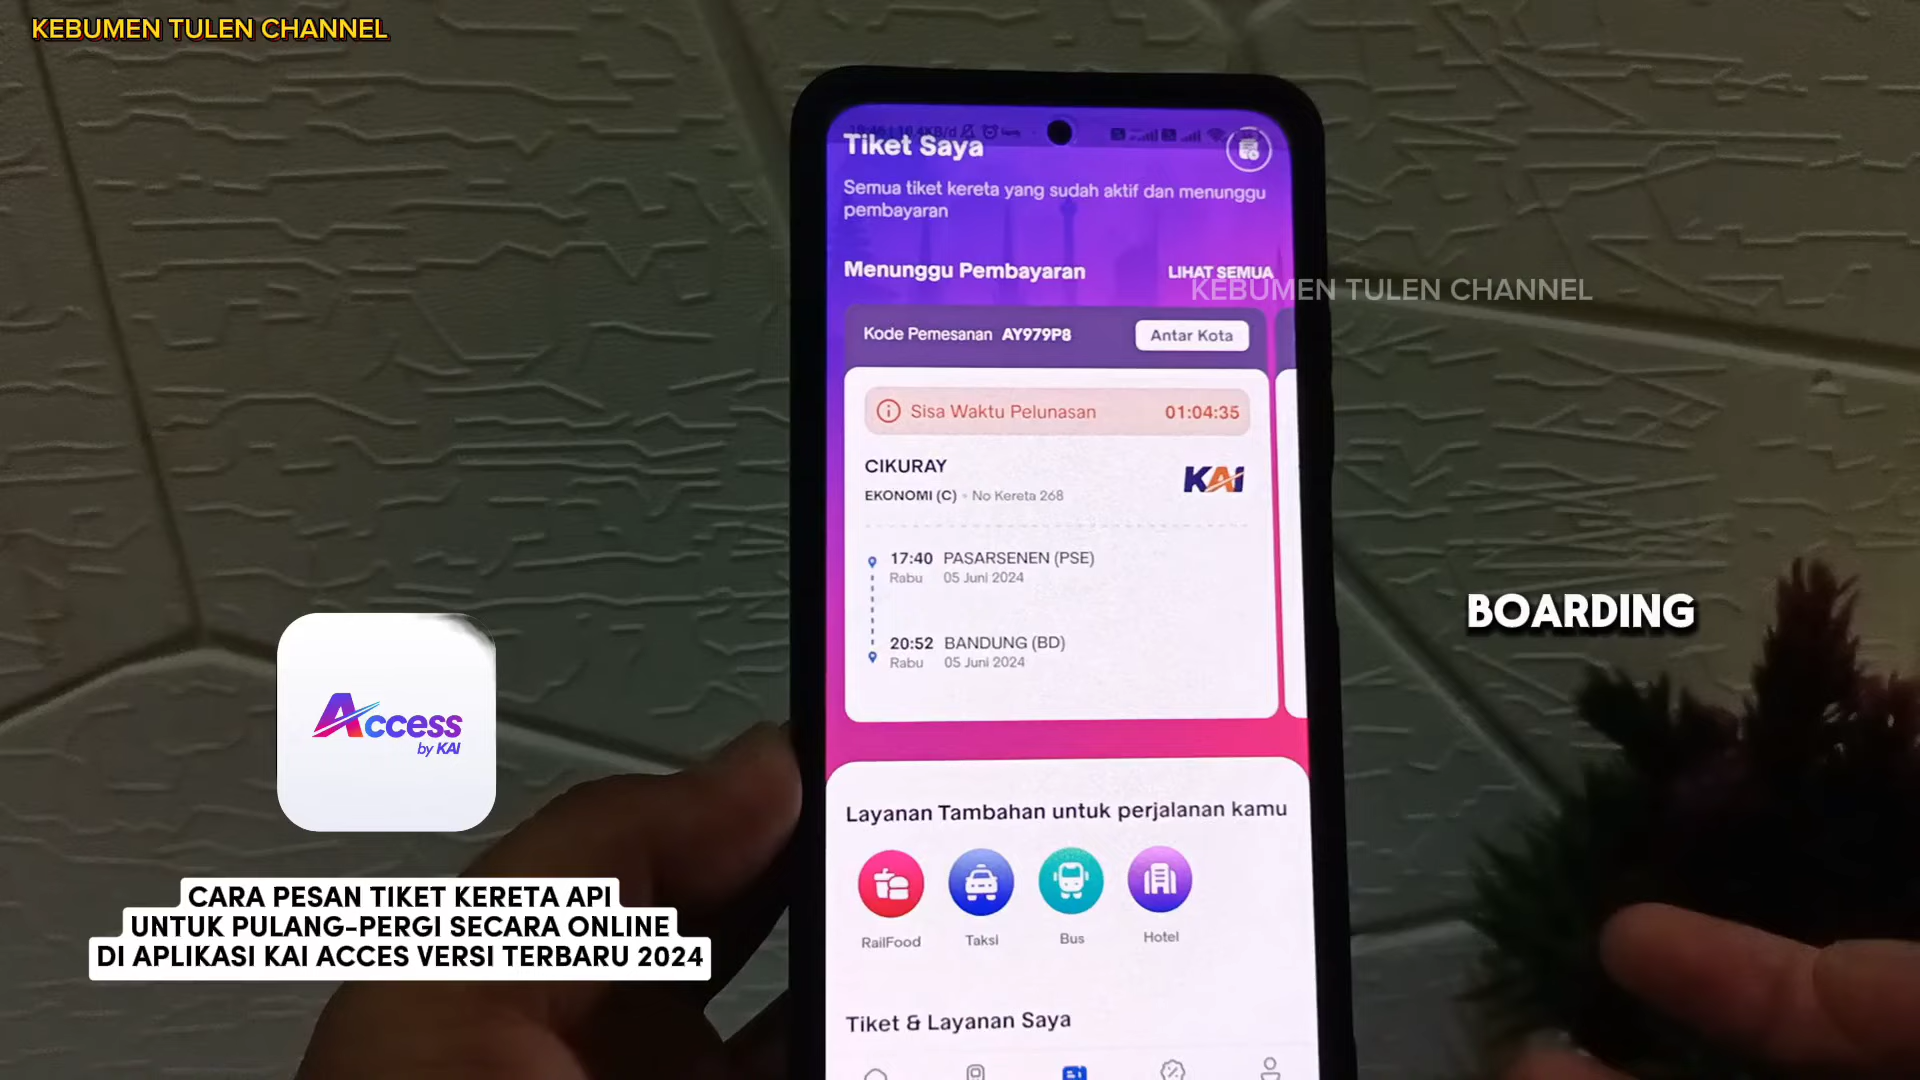 KEBUMEN TULEN CHANNEL
Tiket Saya
Semua tiket kereta yang sudah aktif dan menunggu
pembayaran
Menunggu Pembayaran
LIHAT SEMUA
KEBUMEN TULEN CHANNEL
Kode Pemesanan AY979P8
Antar Kota
Sisa Waktu Pelunasan 01:04:35
CIKURAY
KAI
EKONOMI (C) • No Kereta 268
17:40 PASARSENEN (PSE)
Rabu 05 Juni 2024
20:52 BANDUNG (BD)
Rabu 05 Juni 2024
BOARDING
Access
by KAI
Layanan Tambahan untuk perjalanan kamu
RailFood
Taksi
Bus
Hotel
CARA PESAN TIKET KERETA API
UNTUK PULANG-PERGI SECARA ONLINE
DI APLIKASI KAI ACCES VERSI TERBARU 2024
Tiket & Layanan Saya